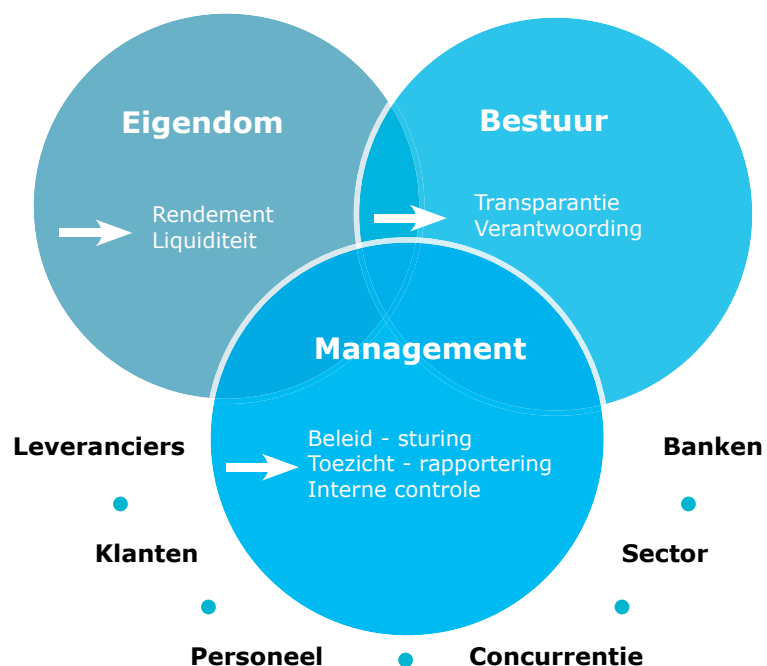 Eigendom
Bestuur
Rendement
Liquiditeit
Transparantie
Verantwoording
Management
Beleid - sturing
Toezicht - rapportering
Interne controle
Leveranciers
Banken
Klanten
Sector
Personeel
Concurrentie